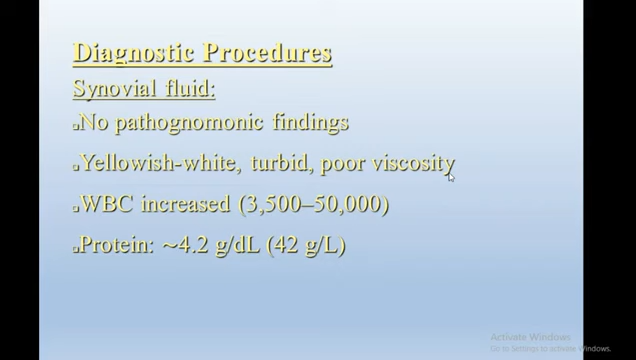 Diagnostic Procedures
Synovial fluid:
No pathognomonic findings
Yellowish-white, turbid, poor viscosity
WBC increased (3,500–50,000)
Protein: ~4.2 g/dL (42 g/L)
Activate Windows
Go to Settings to activate Windows.